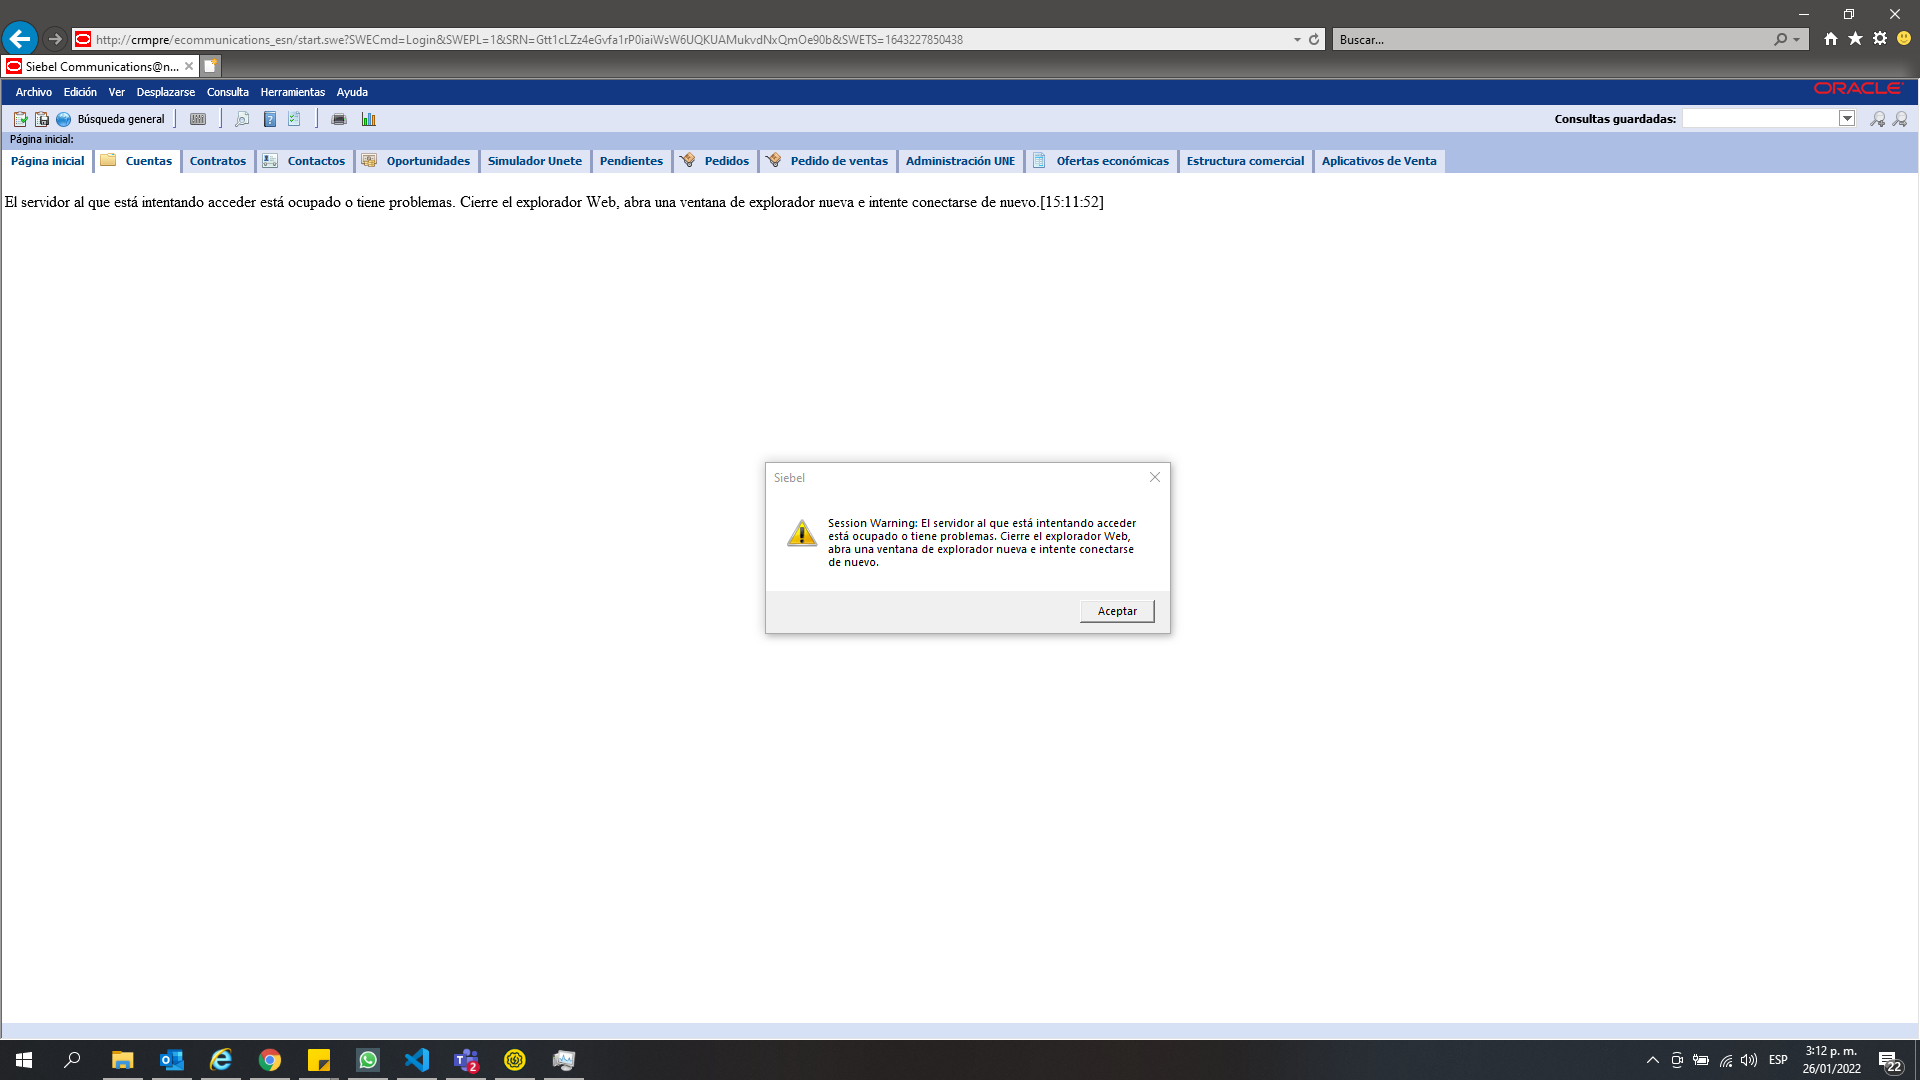 http://crmpre/ecommunications_esn/start.swe?SWECmd=Login&SWEPL=1&SRN=Gtt1cLZz4eGvfa1rP0iaiWsW6UQKUAMukvdNxQmOe90b&SWETS=1643227850438
Buscar...
Siebel Communications@n...
Archivo Edición Ver Desplazarse Consulta Herramientas Ayuda
ORACLE
Búsqueda general
Consultas guardadas:
Página inicial:
Página inicial Cuentas Contratos Contactos Oportunidades Simulador Unete Pendientes Pedidos Pedido de ventas Administración UNE Ofertas económicas Estructura comercial Aplicativos de Venta
El servidor al que está intentando acceder está ocupado o tiene problemas. Cierre el explorador Web, abra una ventana de explorador nueva e intente conectarse de nuevo.[15:11:52]
Siebel
Session Warning: El servidor al que está intentando acceder
está ocupado o tiene problemas. Cierre el explorador Web,
abra una ventana de explorador nueva e intente conectarse
de nuevo.
Aceptar
2
ESP
3:12 p. m.
26/01/2022
22